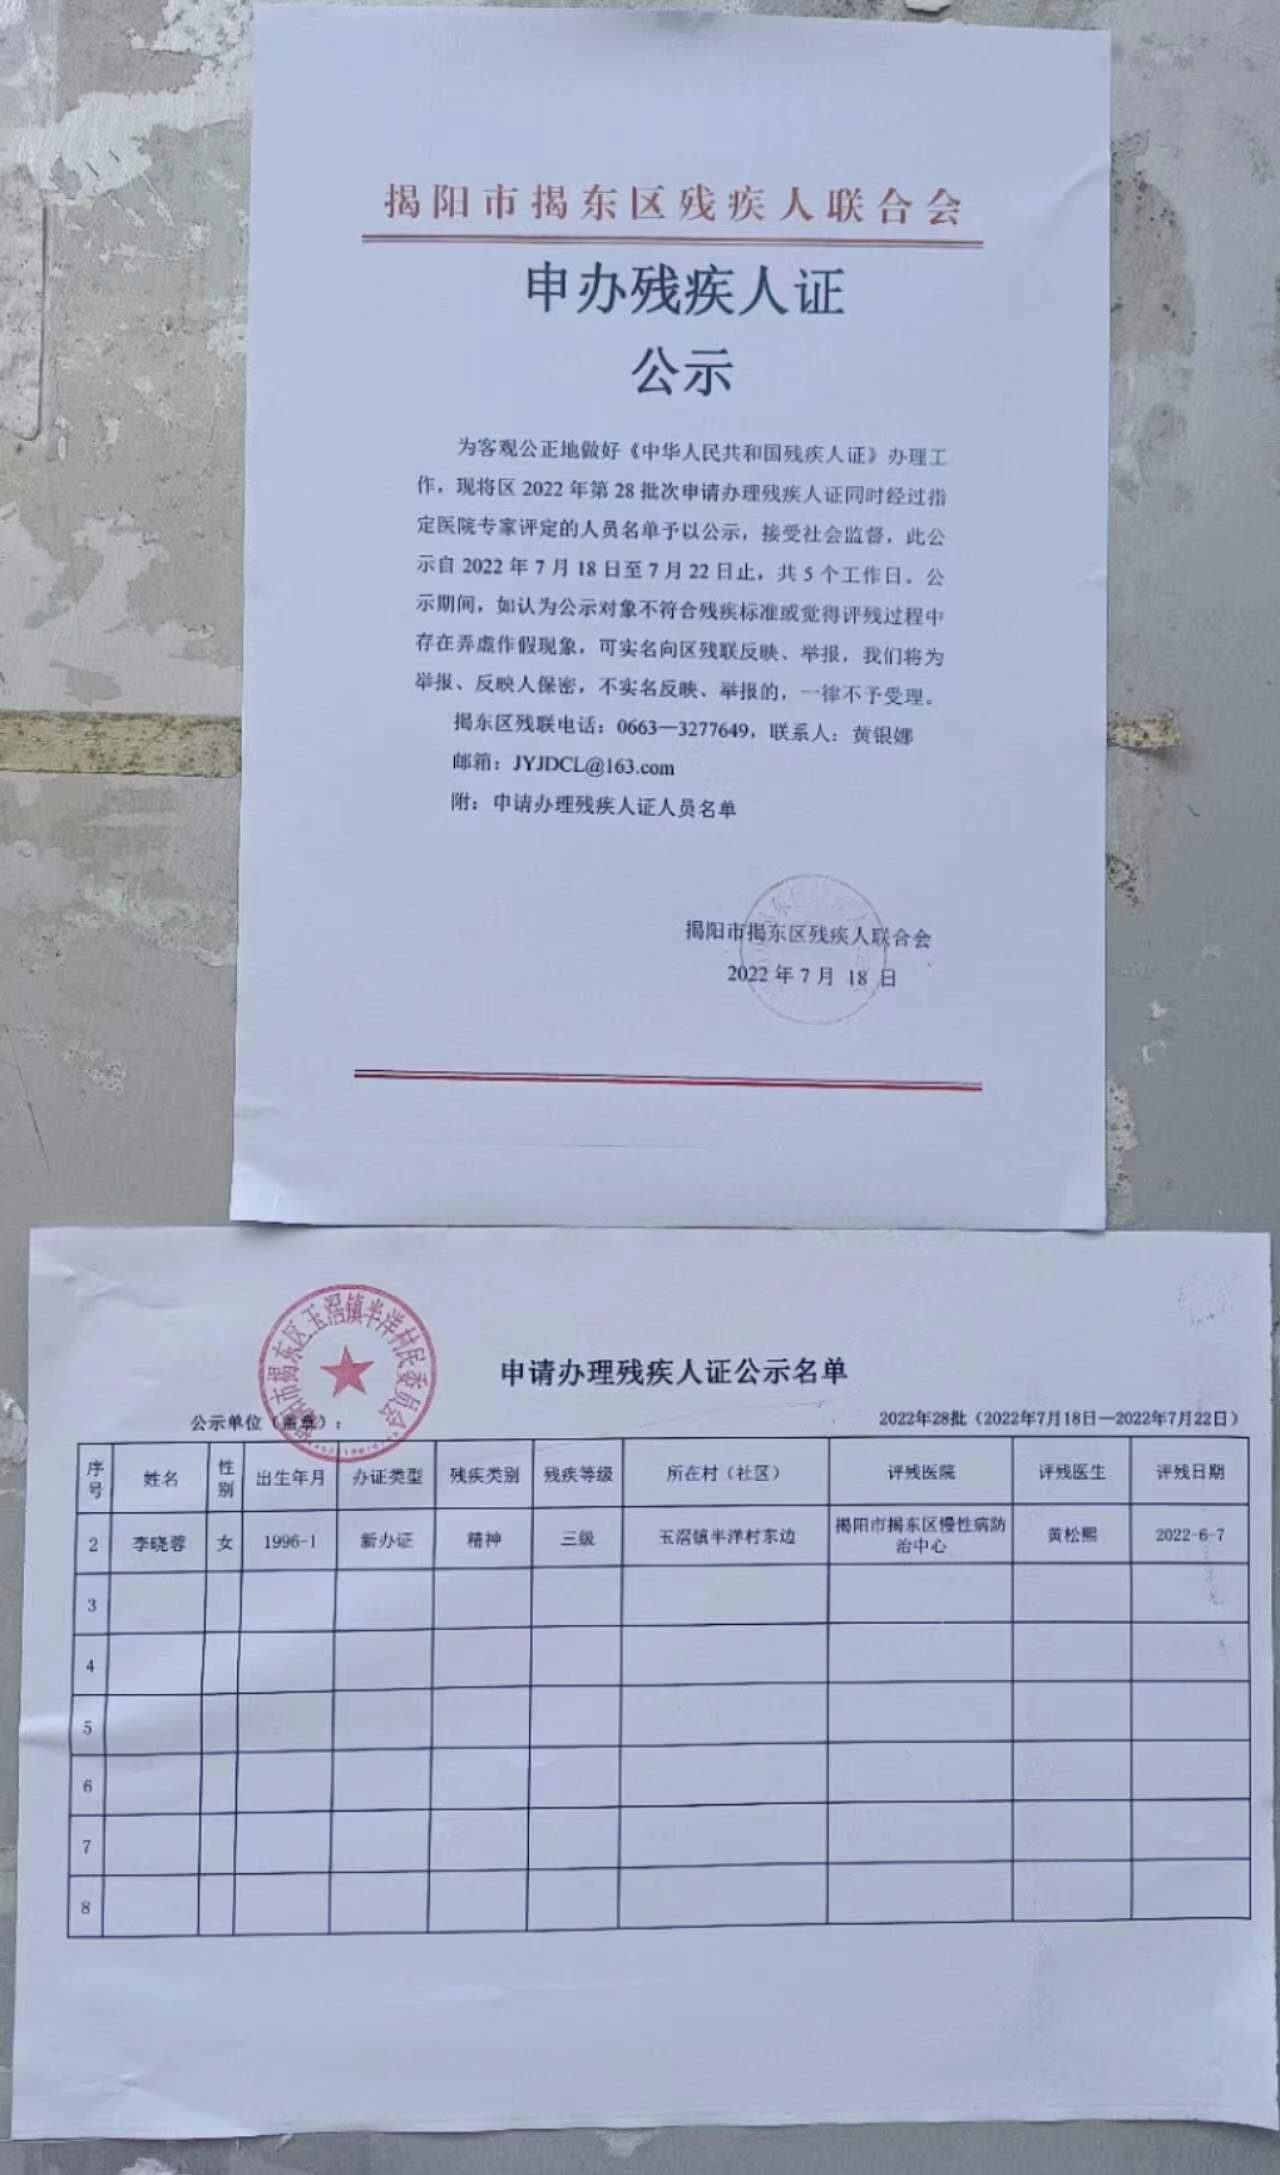 揭阳市揭东区残疾人联合会
申办残疾人证
公示
为客观公正地做好《中华人民共和国残疾人证》办理工
作，现将区 2022 年第 28 批次申请办理残疾人证同时经过指
定医院专家评定的人员名单予以公示，接受社会监督，此公
示自 2022 年 7 月 18 日至 7 月 22 日止，共 5 个工作日。公
示期间，如认为公示对象不符合残疾标准或觉得评残过程中
存在弄虚作假现象，可实名向区残联反映、举报，我们将为
举报、反映人保密，不实名反映、举报的，一律不予受理。
揭东区残联电话：0663—3277649，联系人：黄银娜
邮箱：JYJDCL@163.com
附：申请办理残疾人证人员名单
揭阳市揭东区残疾人联合会
2022 年 7 月 18 日
揭阳市揭东区玉滘镇半洋村民委员会
申请办理残疾人证公示名单
公示单位（盖章）：
2022年28批（2022年7月18日—2022年7月22日）
序号 姓名 性别 出生年月 办证类型 残疾类别 残疾等级 所在村（社区） 评残医院 评残医生 评残日期
2 李晓蓉 女 1996-1 新办证 精神 三级 玉滘镇半洋村东边 揭阳市揭东区慢性病防治中心 黄松熙 2022-6-7
3
4
5
6
7
8